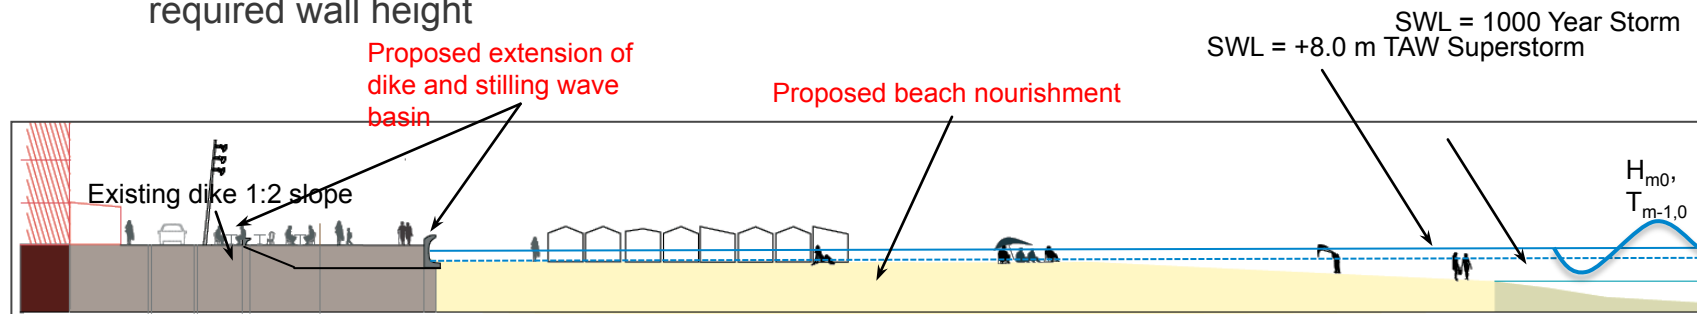 required wall height
SWL = 1000 Year Storm
SWL = +8.0 m TAW Superstorm
Proposed extension of
dike and stilling wave
basin
Proposed beach nourishment
Existing dike 1:2 slope
Hm0,
Tm-1,0